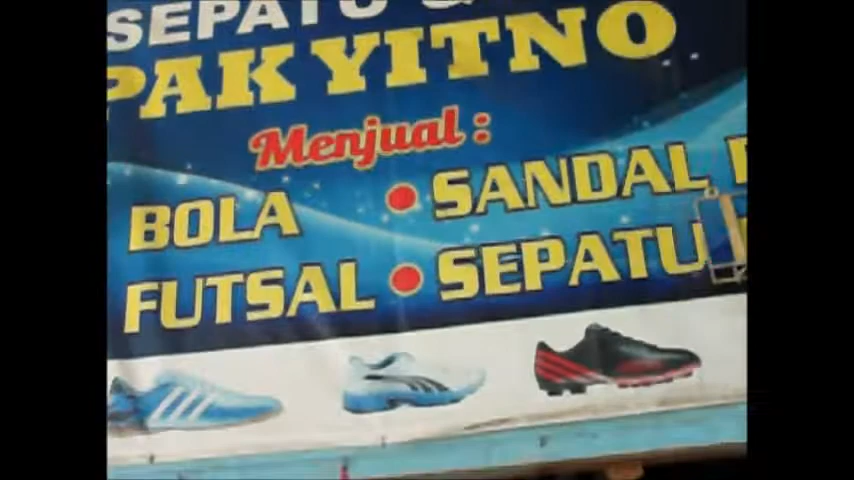 SEPATU &
PAK YITNO
Menjual :
BOLA • SANDAL
FUTSAL • SEPATU